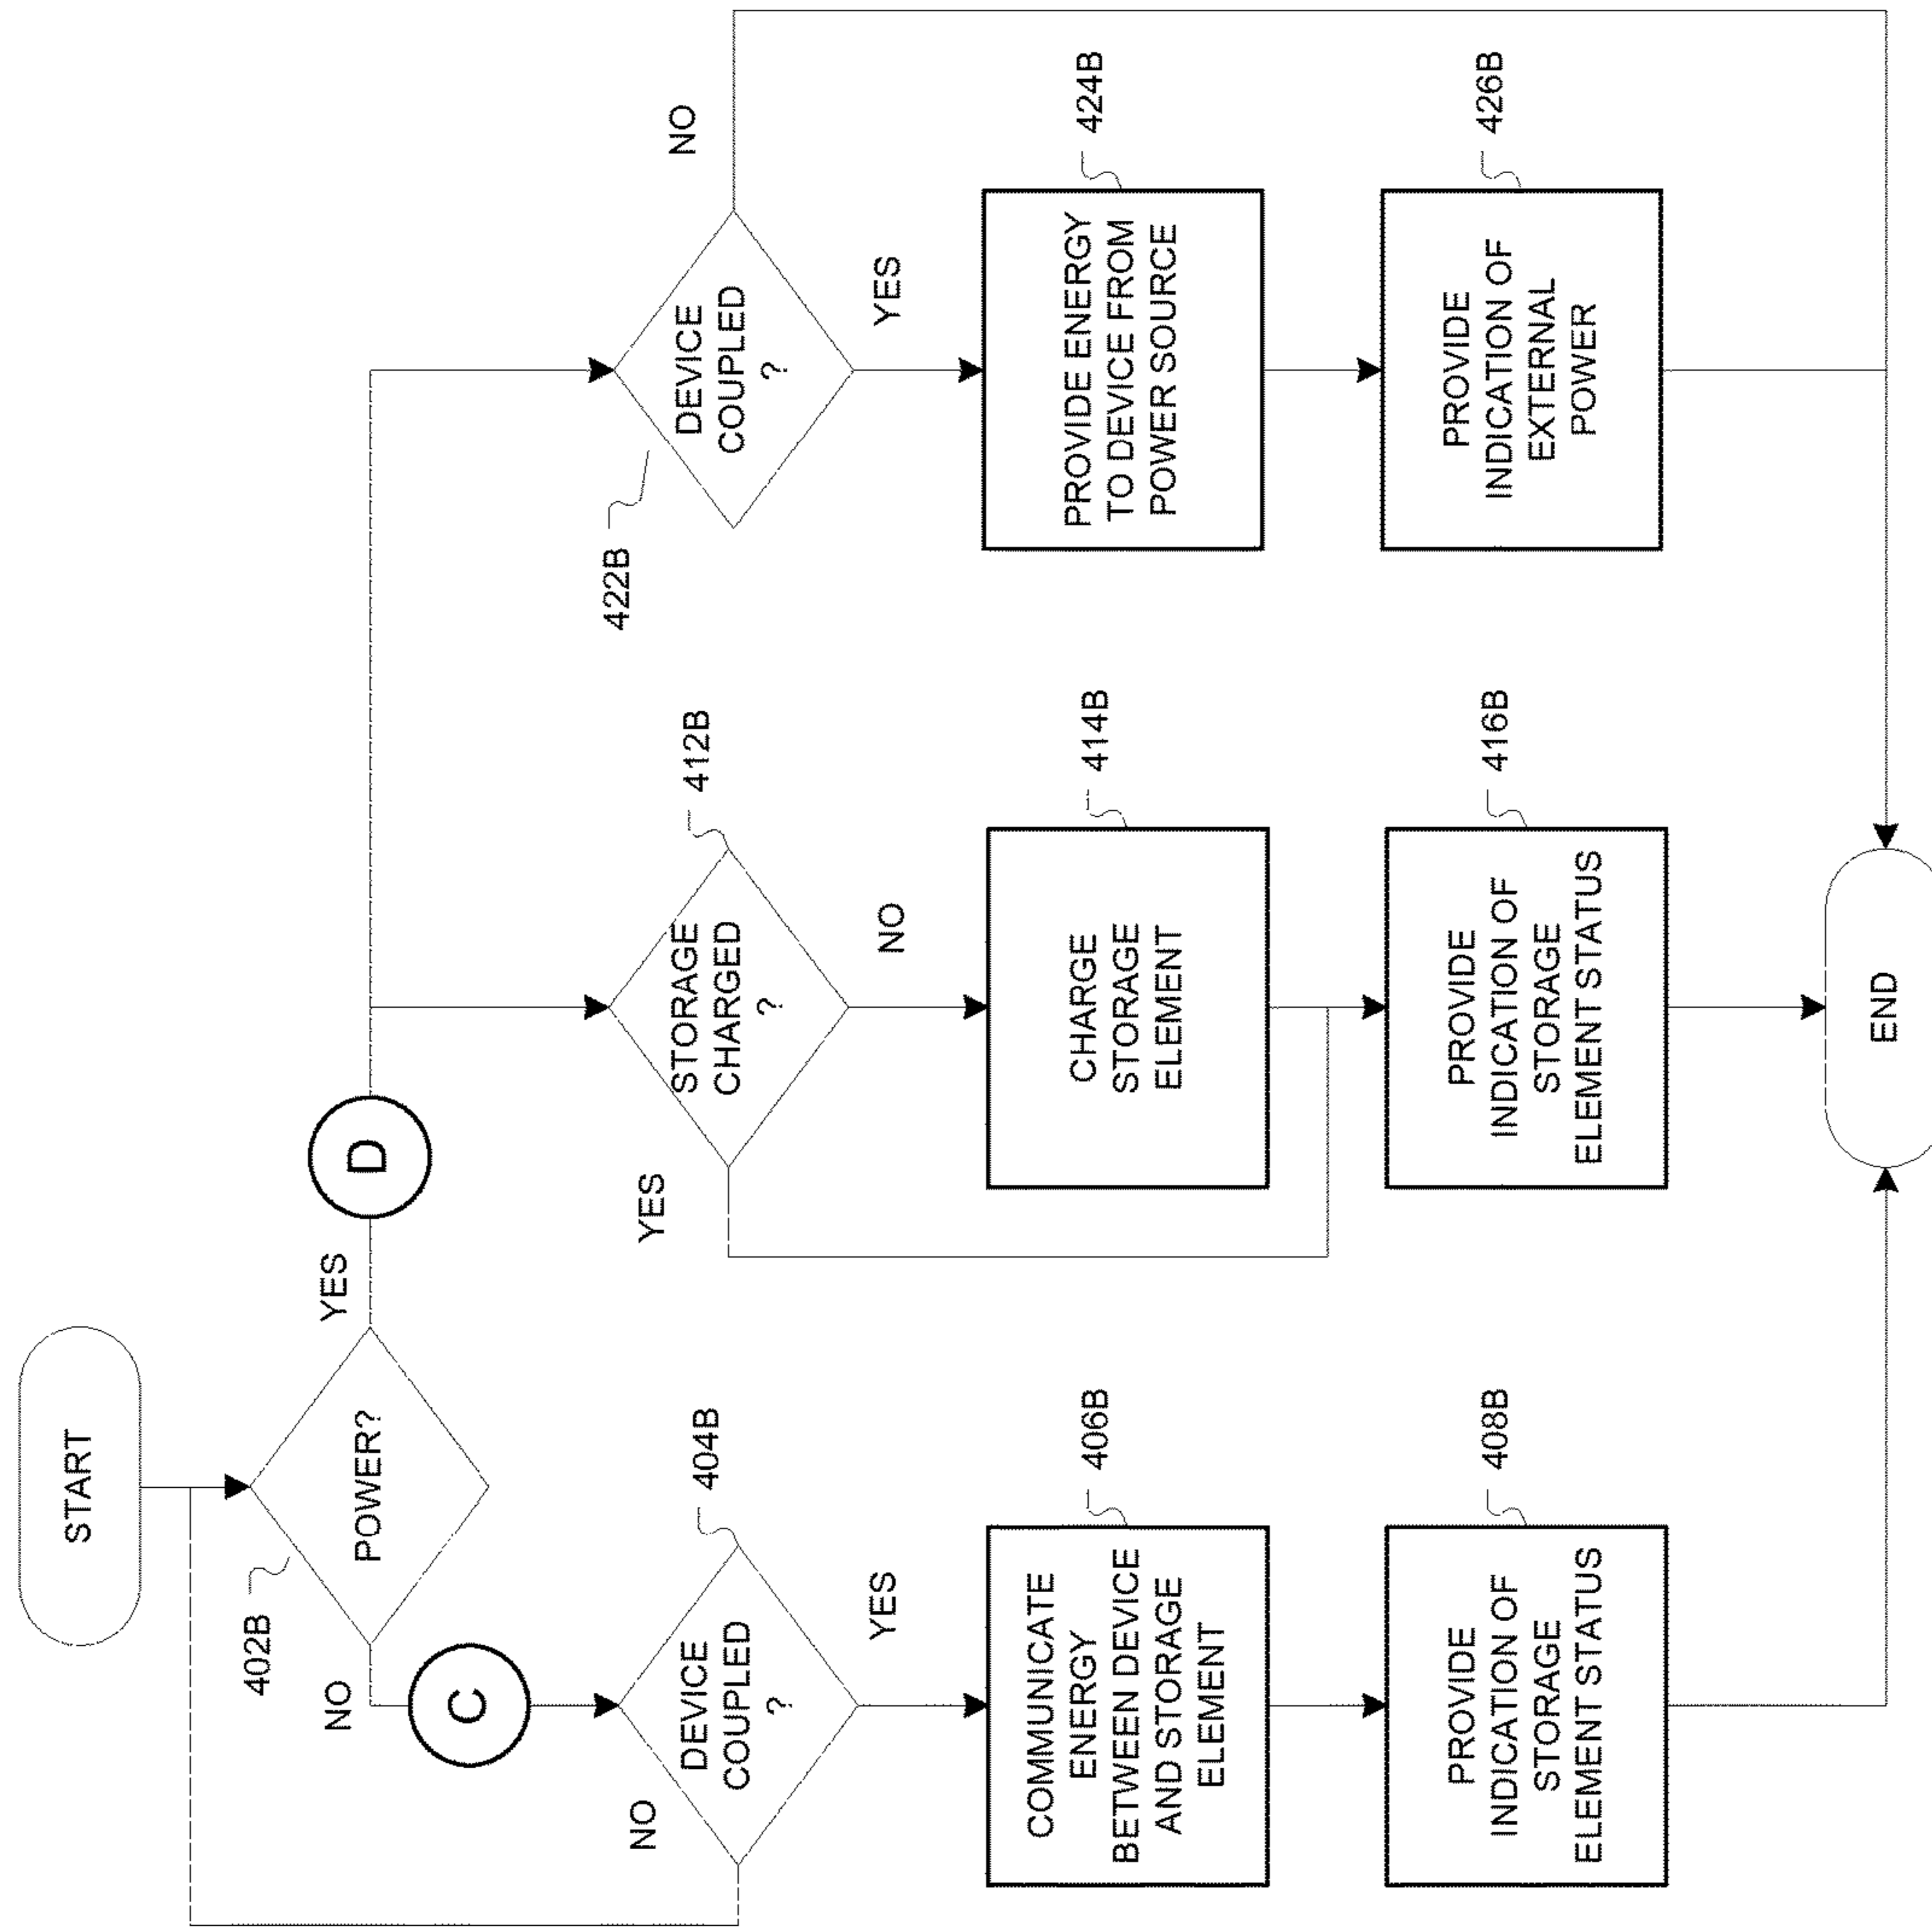 START
402B
POWER?
YES
D
NO
C
DEVICE
COUPLED
?
404B
NO
YES
COMMUNICATE
ENERGY
BETWEEN DEVICE
AND STORAGE
ELEMENT
406B
PROVIDE
INDICATION OF
STORAGE
ELEMENT STATUS
408B
STORAGE
CHARGED
?
412B
YES
NO
CHARGE
STORAGE
ELEMENT
414B
PROVIDE
INDICATION OF
STORAGE
ELEMENT STATUS
416B
422B
DEVICE
COUPLED
?
NO
YES
PROVIDE ENERGY
TO DEVICE FROM
POWER SOURCE
424B
PROVIDE
INDICATION OF
EXTERNAL
POWER
426B
END